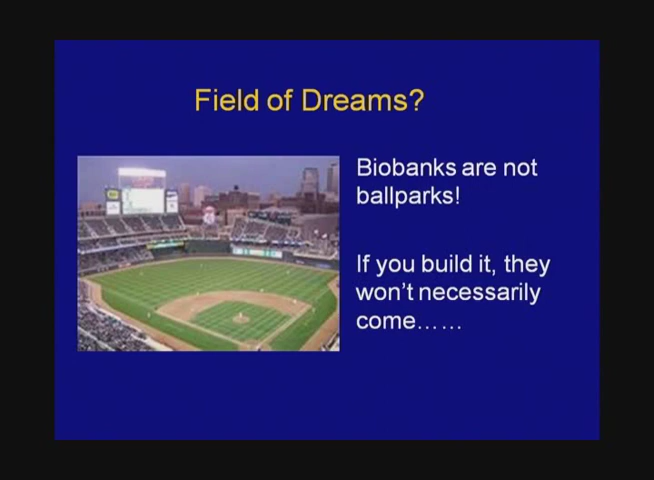 Field of Dreams?
Biobanks are not
ballparks!
If you build it, they
won't necessarily
come……